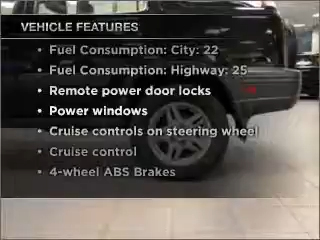 VEHICLE FEATURES
• Fuel Consumption: City: 22
• Fuel Consumption: Highway: 25
• Remote power door locks
• Power windows
• Cruise controls on steering wheel
• Cruise control
• 4-wheel ABS Brakes